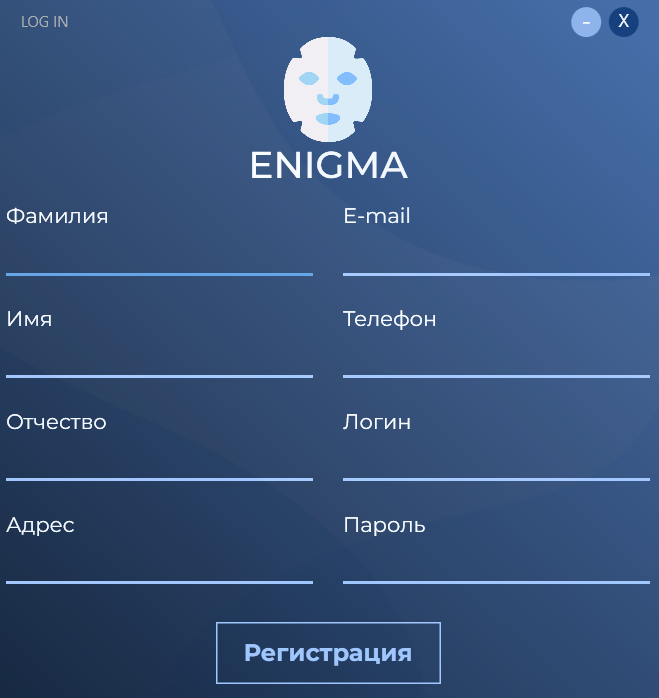 LOG IN
– X
ENIGMA
Фамилия
E-mail
Имя
Телефон
Отчество
Логин
Адрес
Пароль
Регистрация